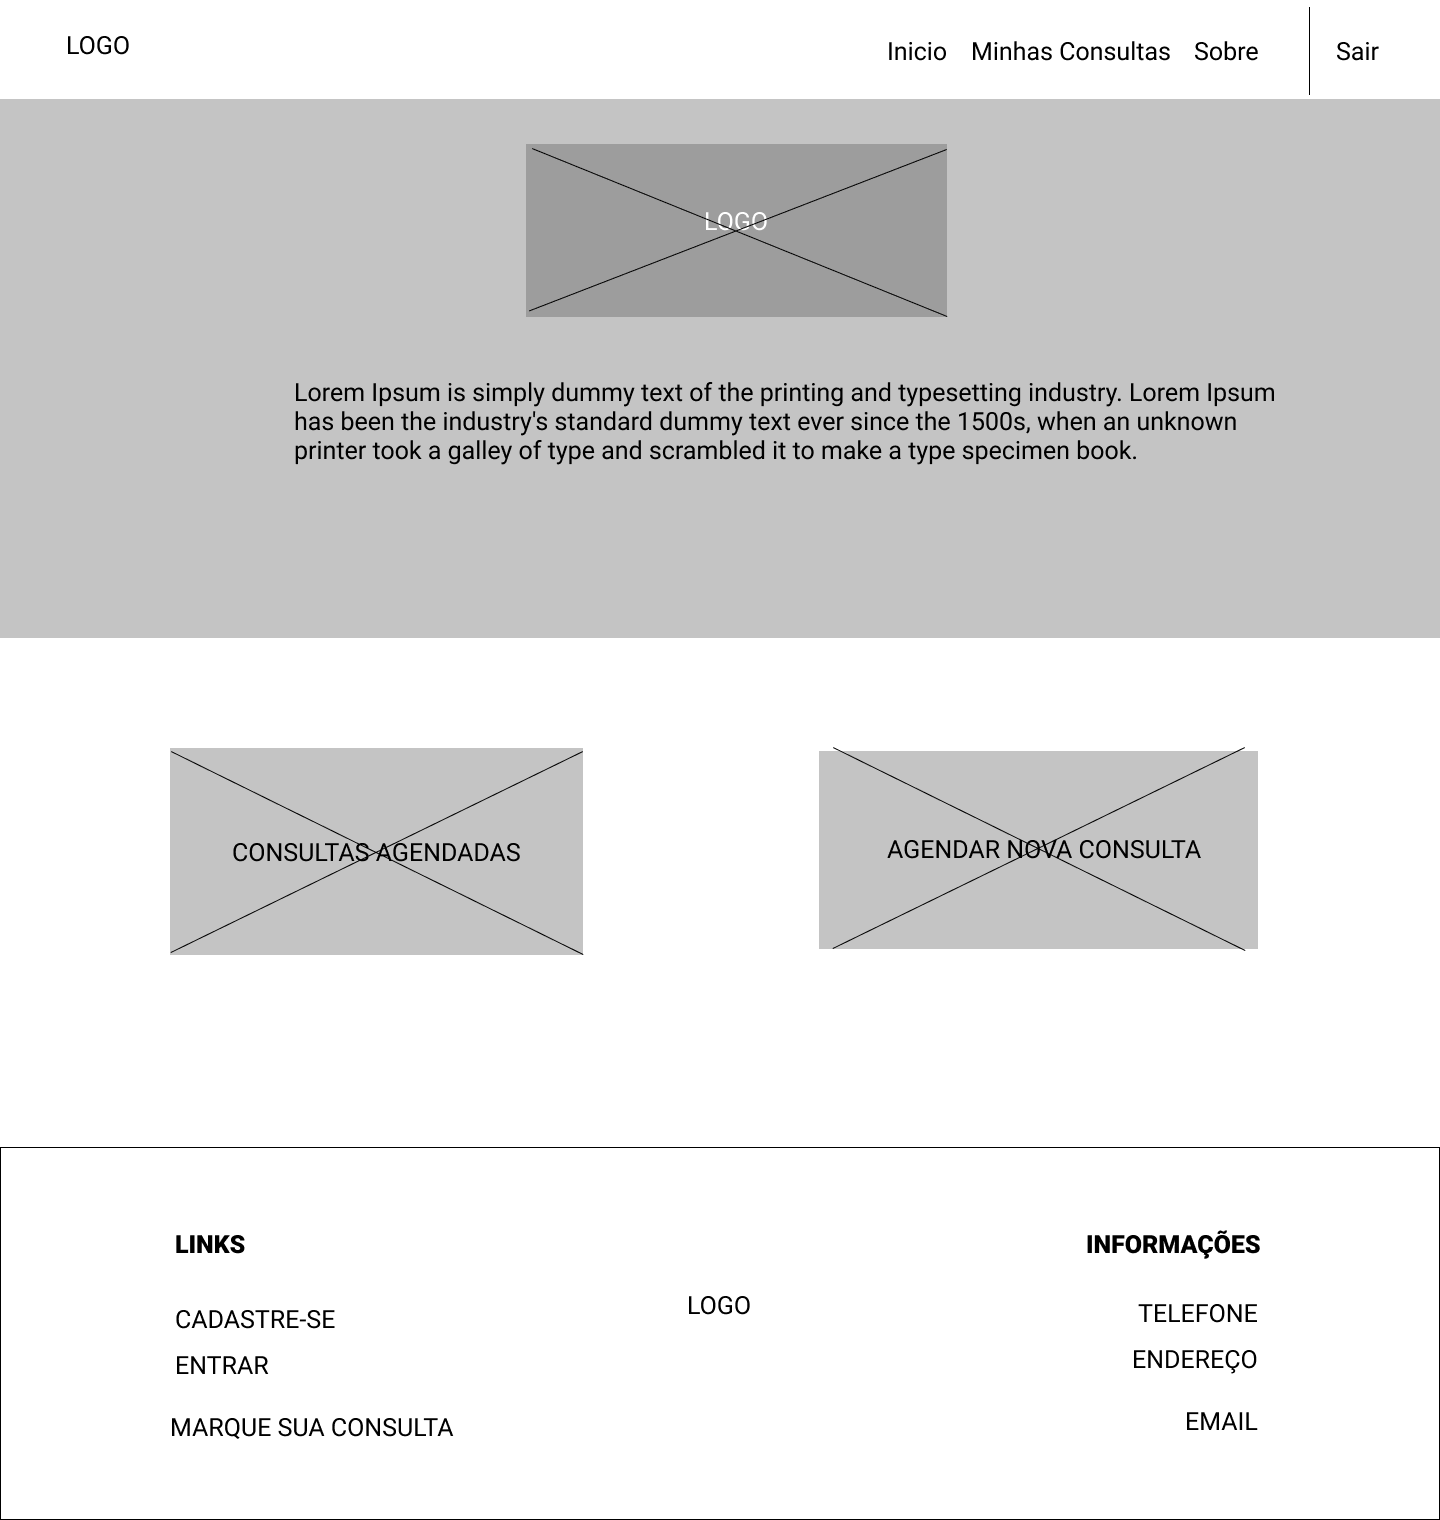 LOGO
Inicio Minhas Consultas Sobre Sair
LOGO
Lorem Ipsum is simply dummy text of the printing and typesetting industry. Lorem Ipsum
has been the industry's standard dummy text ever since the 1500s, when an unknown
printer took a galley of type and scrambled it to make a type specimen book.
CONSULTAS AGENDADAS
AGENDAR NOVA CONSULTA
LINKS
CADASTRE-SE
ENTRAR
MARQUE SUA CONSULTA
LOGO
INFORMAÇÕES
TELEFONE
ENDEREÇO
EMAIL